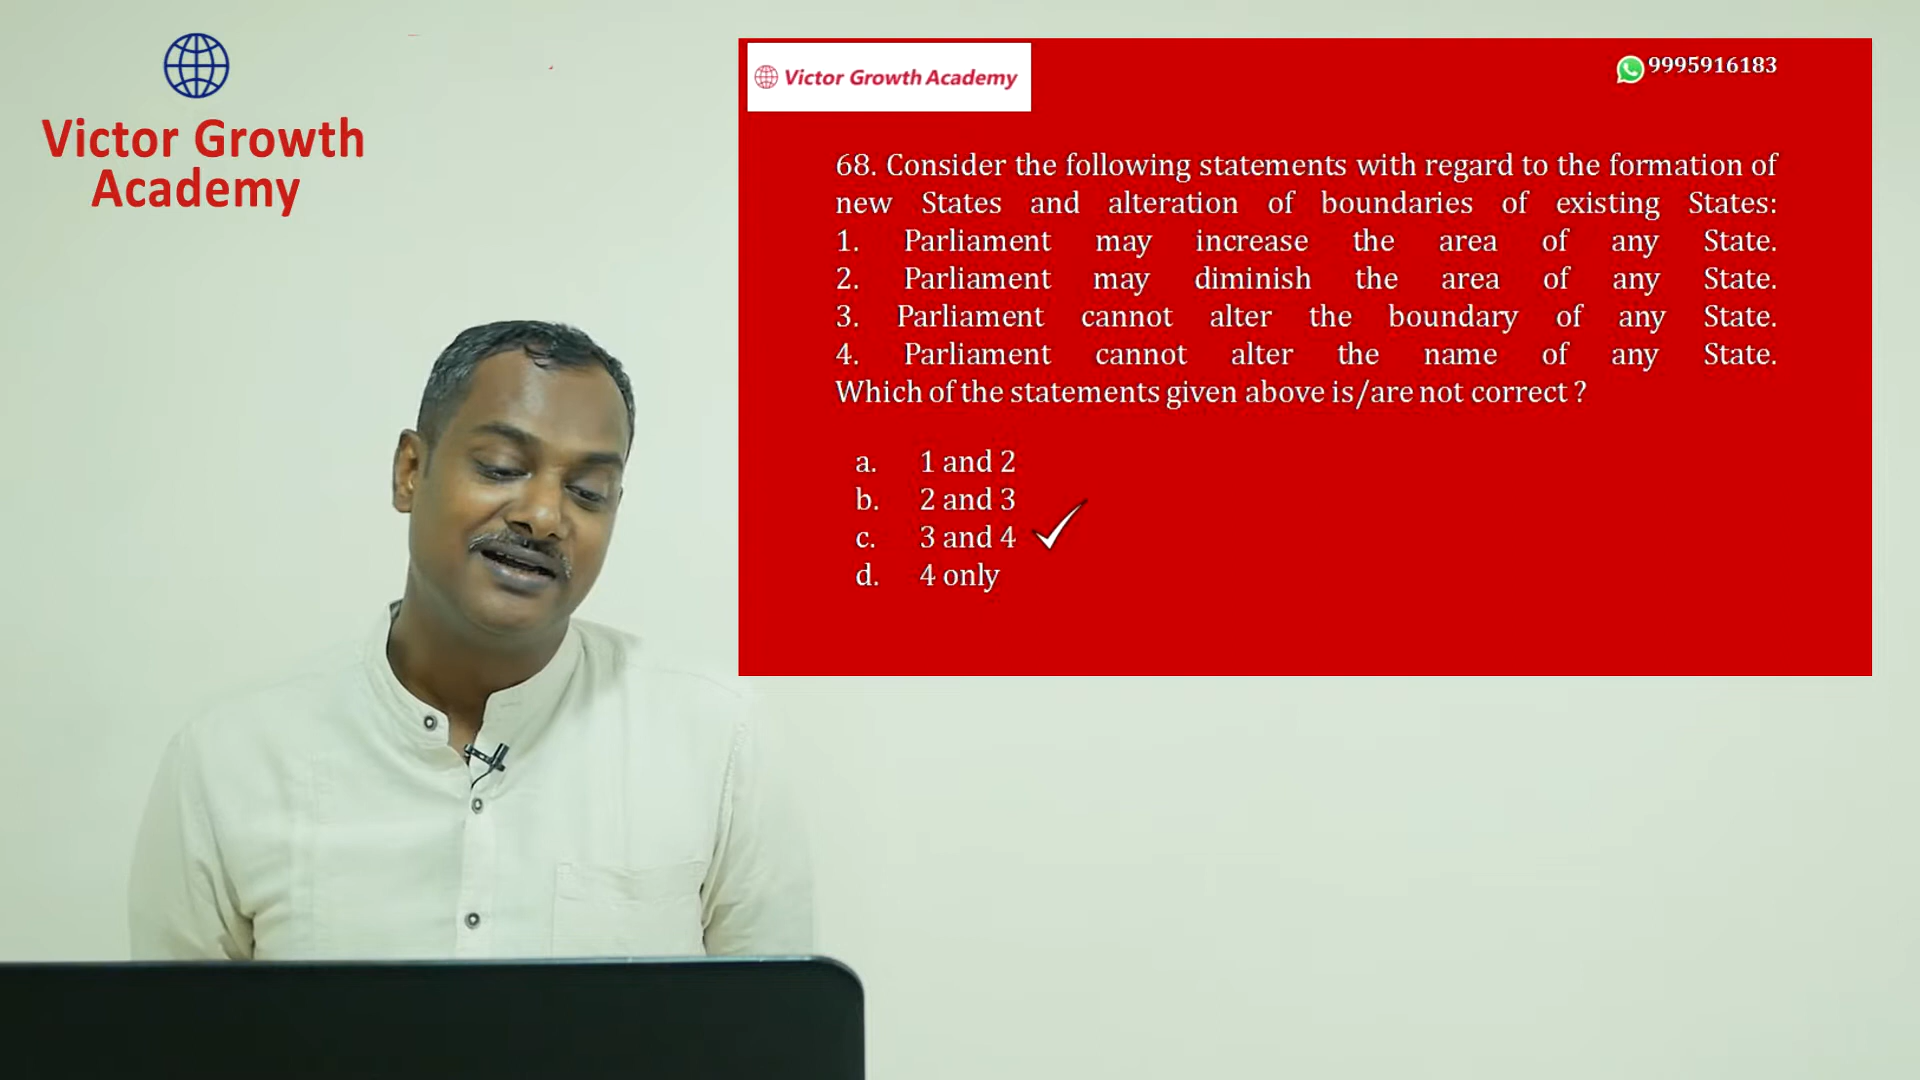 Victor Growth
Academy
Victor Growth Academy
9995916183
68. Consider the following statements with regard to the formation of
new States and alteration of boundaries of existing States:
1. Parliament may increase the area of any State.
2. Parliament may diminish the area of any State.
3. Parliament cannot alter the boundary of any State.
4. Parliament cannot alter the name of any State.
Which of the statements given above is/are not correct ?
a. 1 and 2
b. 2 and 3
c. 3 and 4
d. 4 only